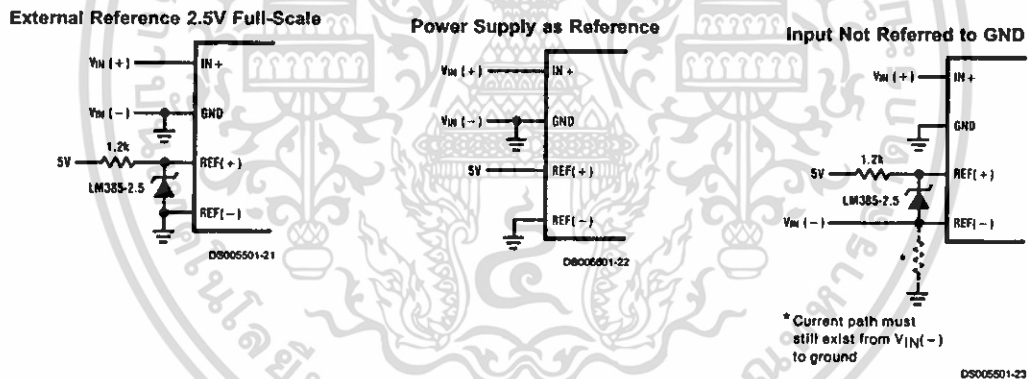 External Reference 2.5V Full-Scale
VIN (+)
IN+
VIN (-)
GND
5V
1.2k
REF(+)
LM385-2.5
REF(-)
DS005501-21
Power Supply as Reference
VIN (+)
IN+
VIN (-)
GND
5V
REF(+)
REF(-)
DS005501-22
Input Not Referred to GND
VIN (+)
IN+
GND
5V
1.2k
REF(+)
LM385-2.5
VIN (-)
REF(-)
*
* Current path must
still exist from VIN(-)
to ground
DS005501-23